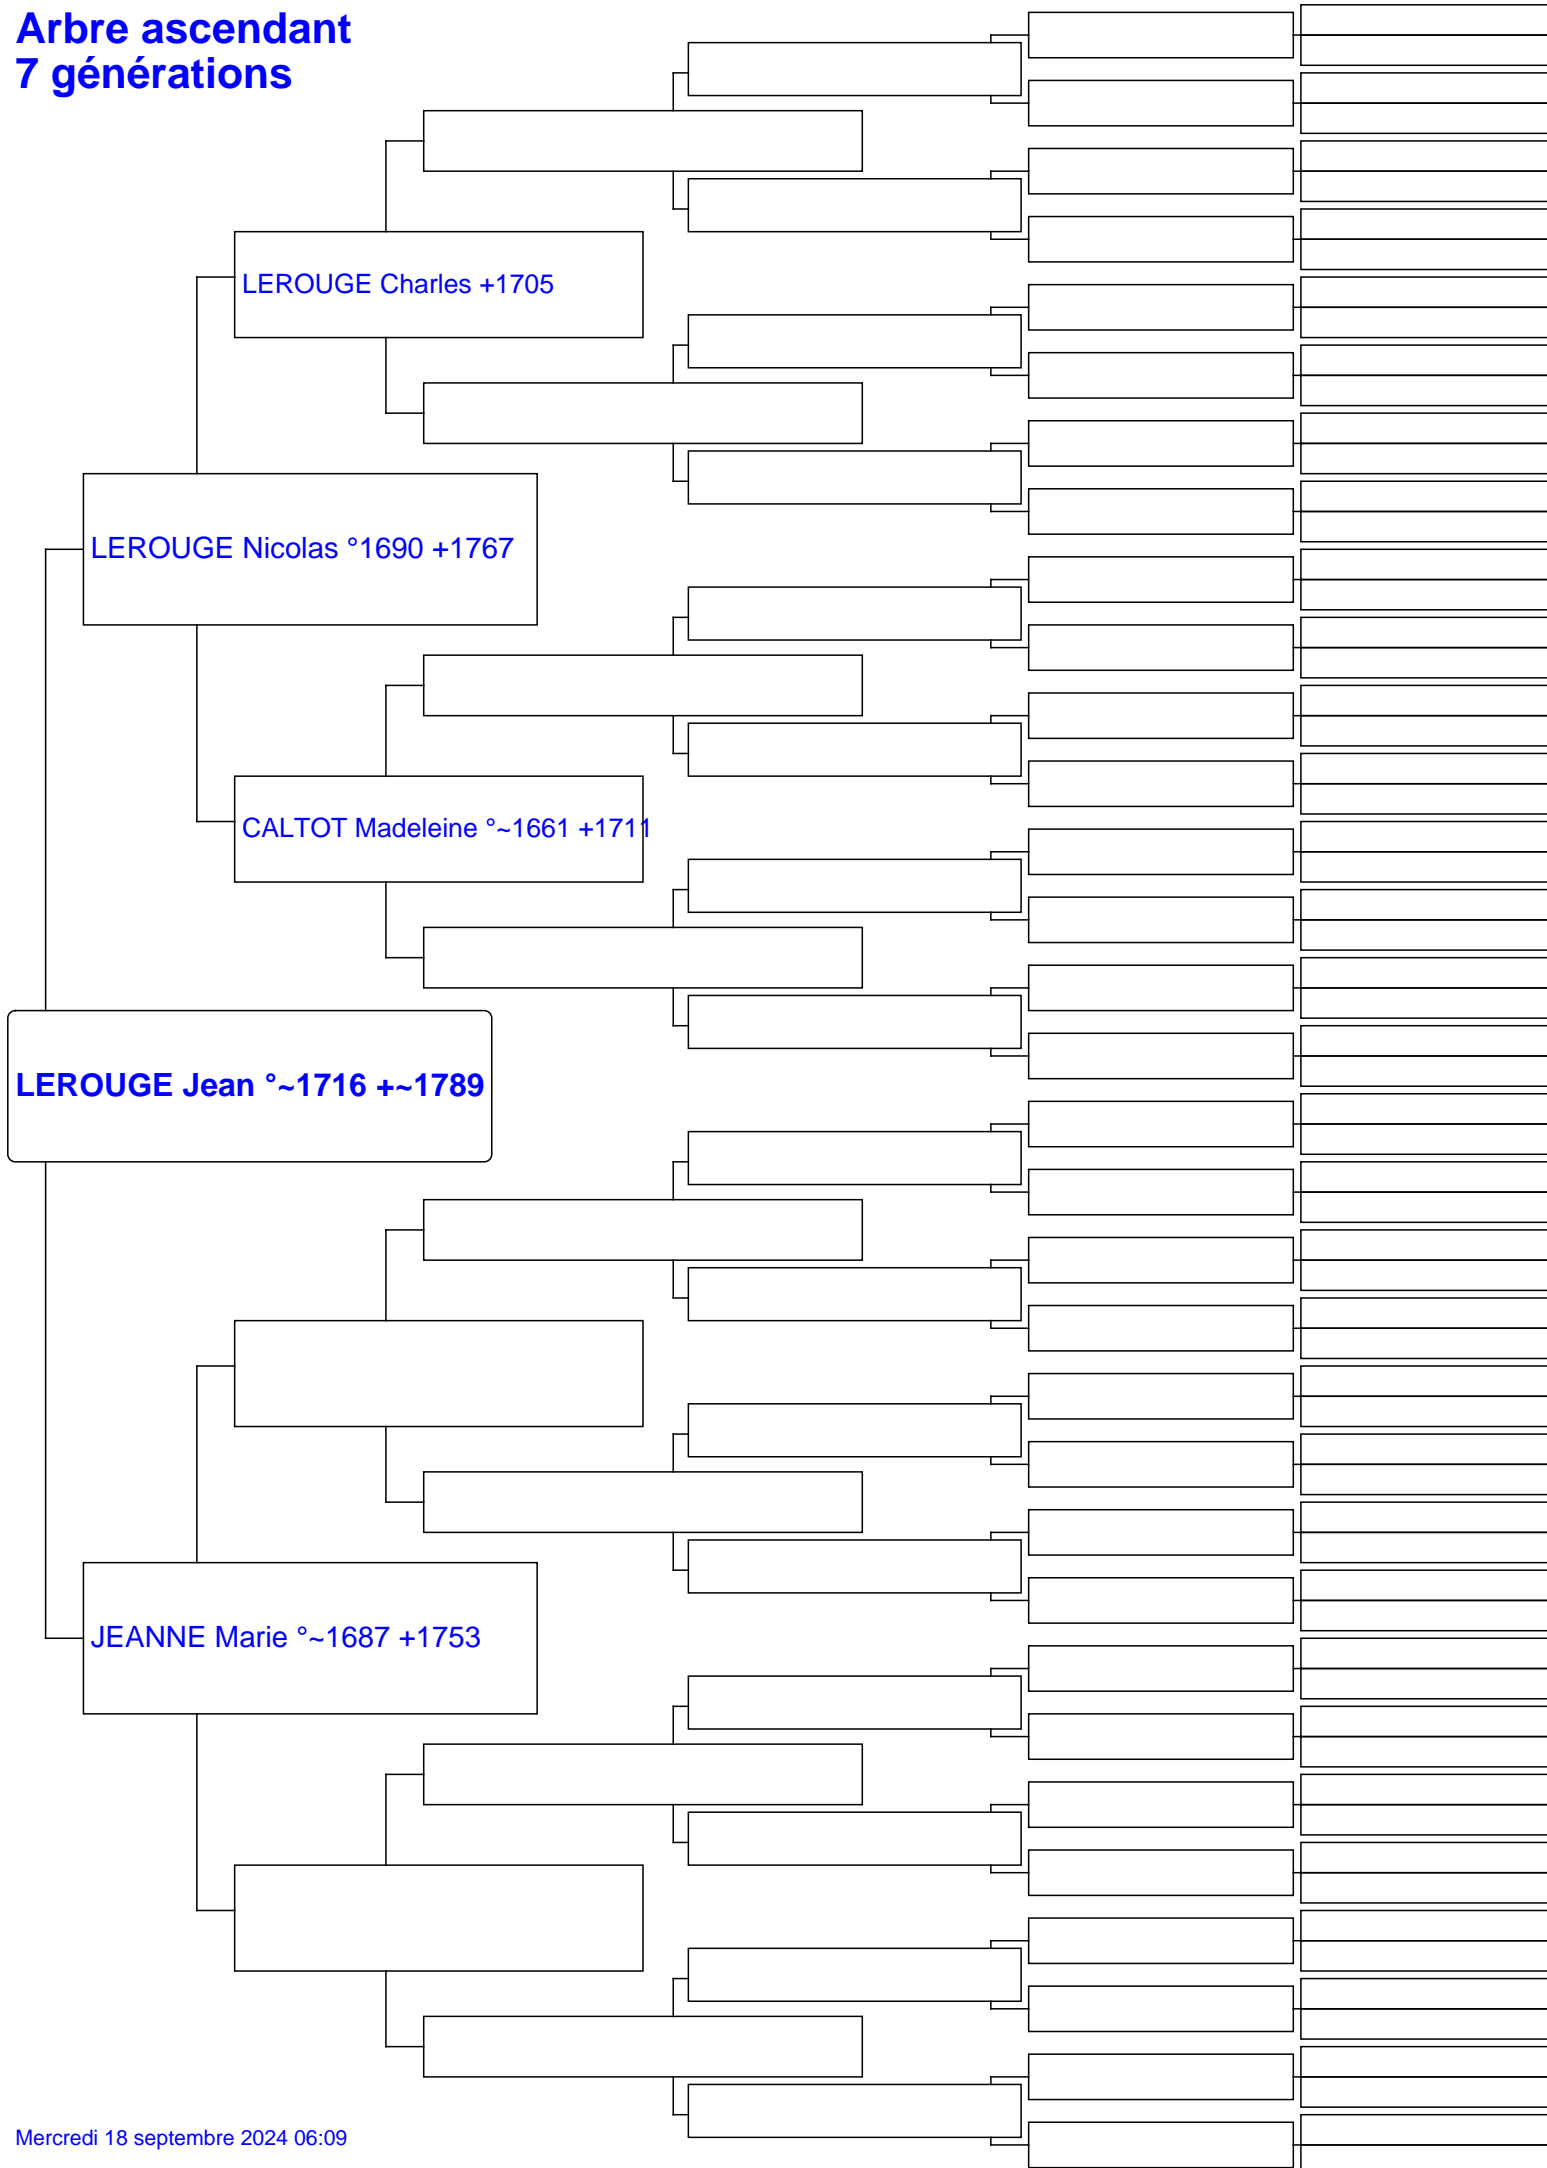 Arbre ascendant
7 générations
LEROUGE Charles +1705
LEROUGE Nicolas °1690 +1767
CALTOT Madeleine °~1661 +1711
LEROUGE Jean °~1716 +~1789
JEANNE Marie °~1687 +1753
Mercredi 18 septembre 2024 06:09